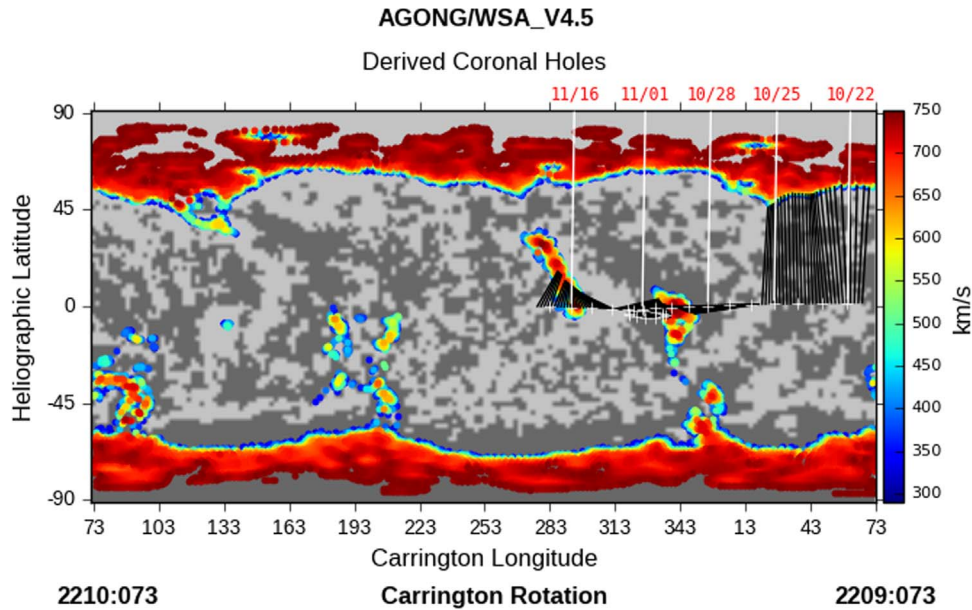 AGONG/WSA_V4.5
Derived Coronal Holes
11/16 11/01 10/28 10/25 10/22
90
45
0
-45
-90
Heliographic Latitude
750
700
650
600
550
500
450
400
350
300
km/s
73 103 133 163 193 223 253 283 313 343 13 43 73
Carrington Longitude
2210:073 Carrington Rotation 2209:073